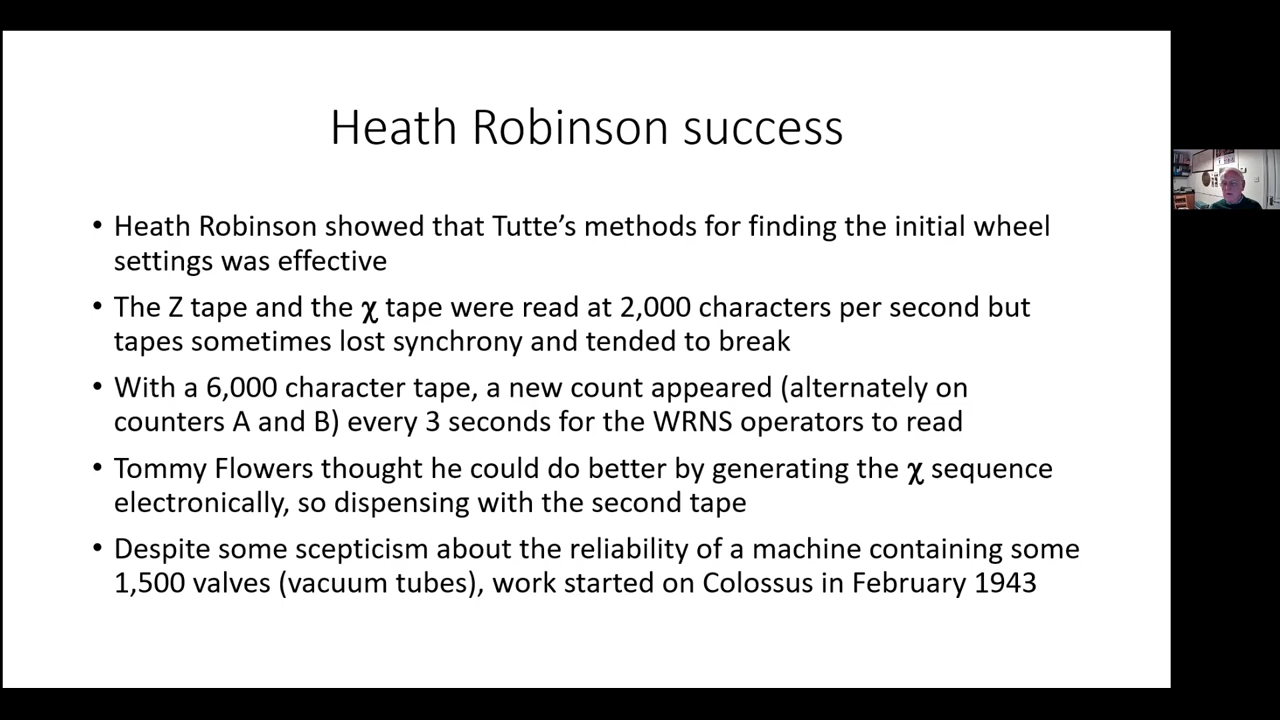 Heath Robinson success
• Heath Robinson showed that Tutte’s methods for finding the initial wheel
settings was effective
• The Z tape and the χ tape were read at 2,000 characters per second but
tapes sometimes lost synchrony and tended to break
• With a 6,000 character tape, a new count appeared (alternately on
counters A and B) every 3 seconds for the WRNS operators to read
• Tommy Flowers thought he could do better by generating the χ sequence
electronically, so dispensing with the second tape
• Despite some scepticism about the reliability of a machine containing some
1,500 valves (vacuum tubes), work started on Colossus in February 1943